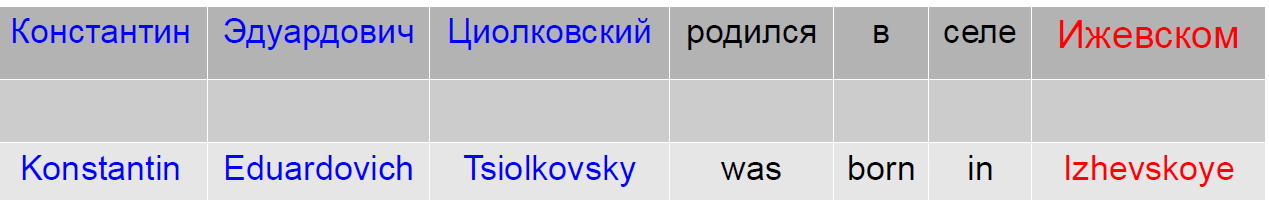 Константин Эдуардович Циолковский родился в селе Ижевском
Konstantin Eduardovich Tsiolkovsky was born in Izhevskoye